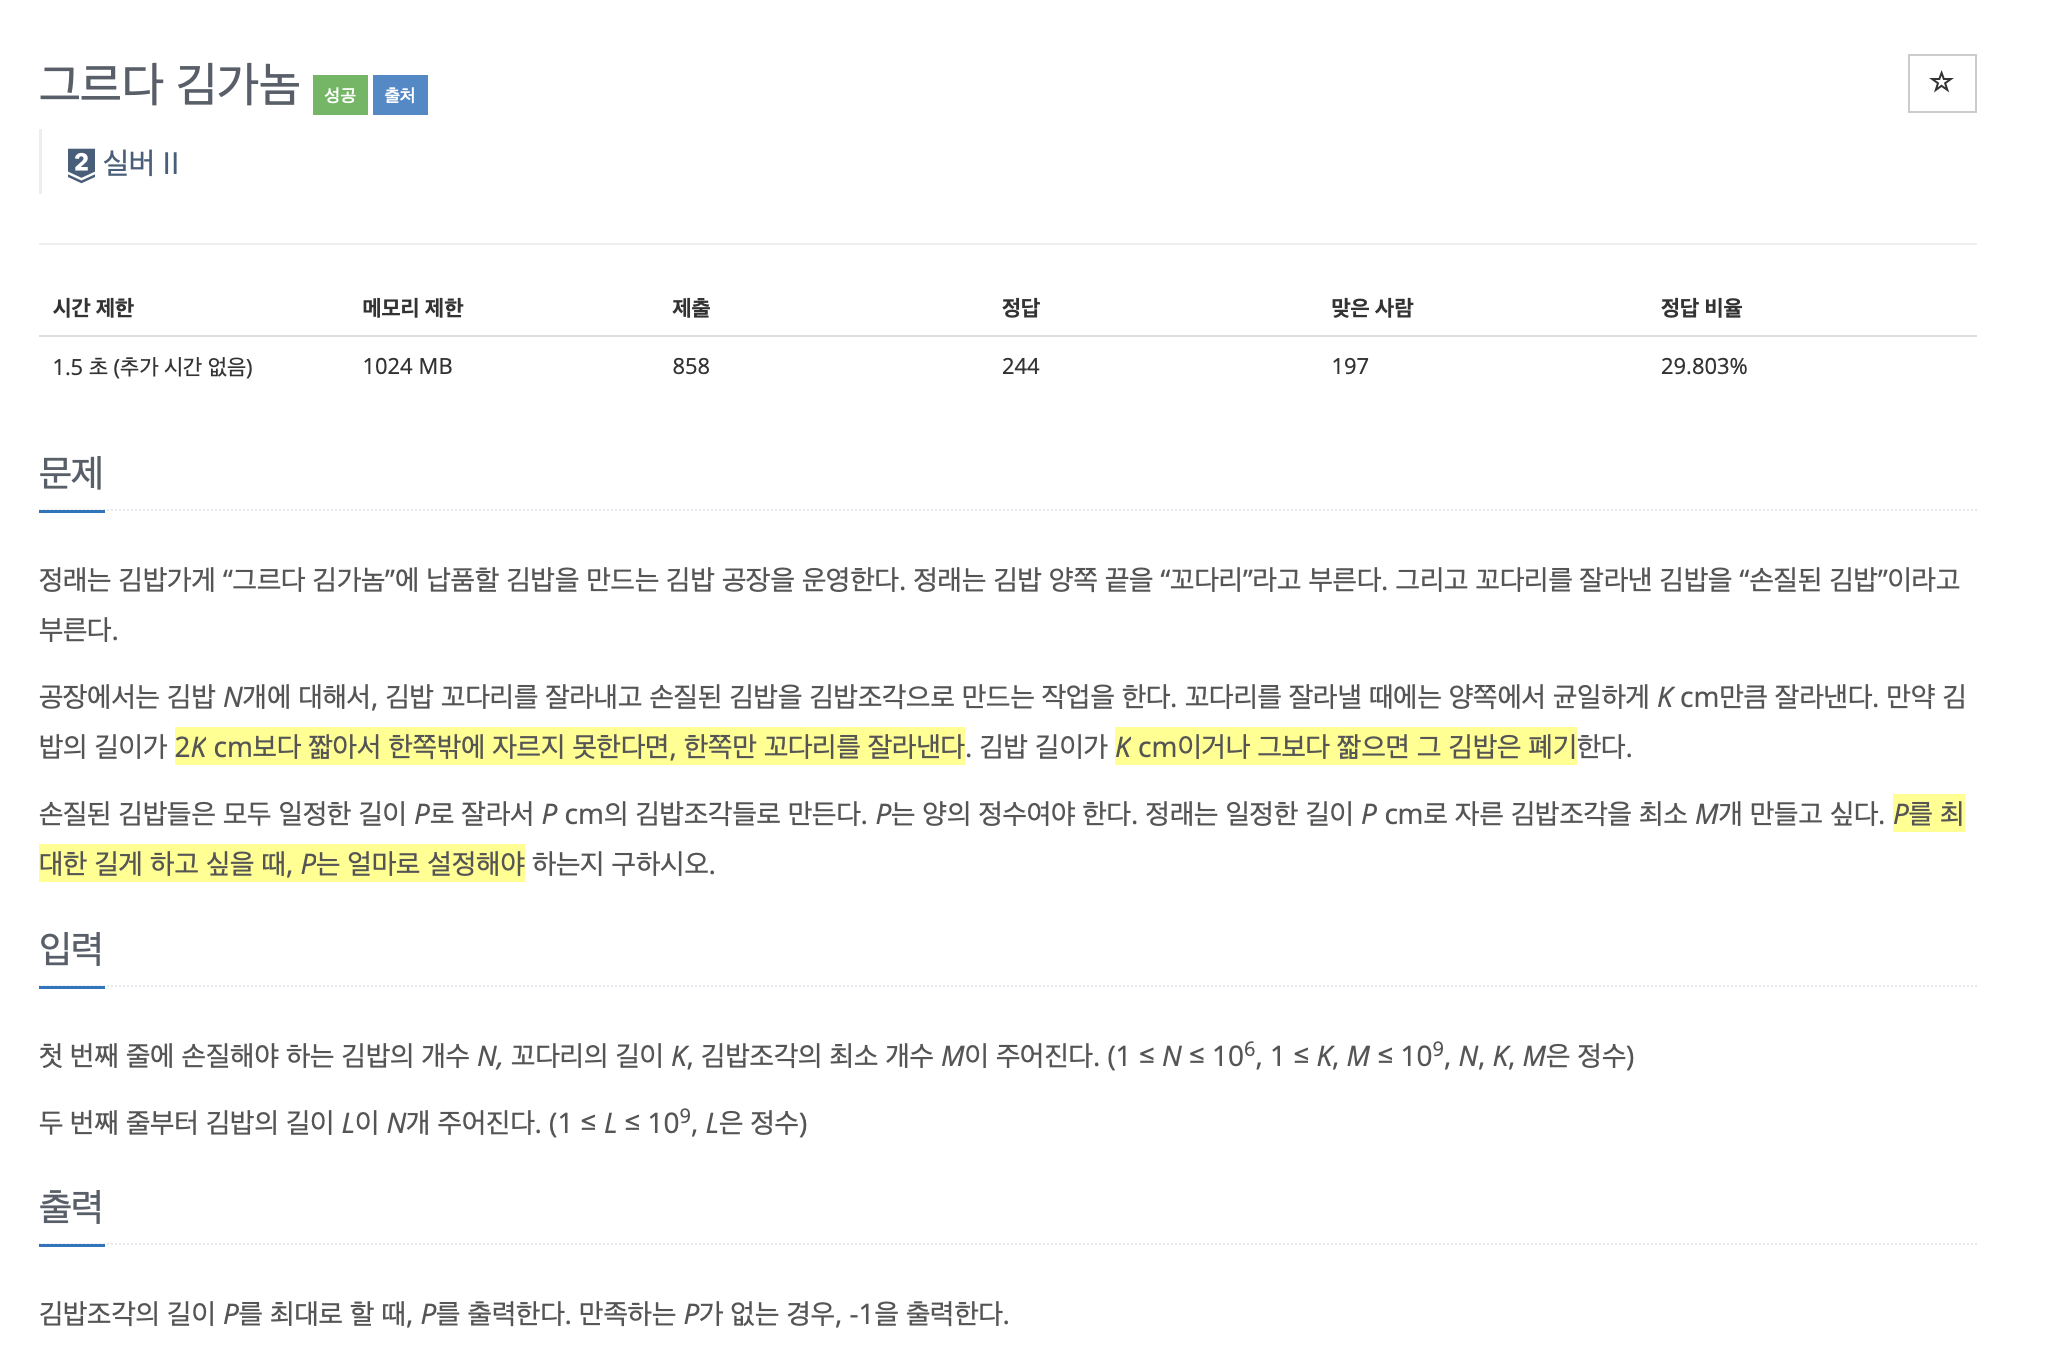 그르다 김가놈 성공 출처
☆
2 실버 II
시간 제한 메모리 제한 제출 정답 맞은 사람 정답 비율
1.5 초 (추가 시간 없음) 1024 MB 858 244 197 29.803%
문제
정래는 김밥가게 “그르다 김가놈”에 납품할 김밥을 만드는 김밥 공장을 운영한다. 정래는 김밥 양쪽 끝을 “꼬다리”라고 부른다. 그리고 꼬다리를 잘라낸 김밥을 “손질된 김밥”이라고
부른다.
공장에서는 김밥 N개에 대해서, 김밥 꼬다리를 잘라내고 손질된 김밥을 김밥조각으로 만드는 작업을 한다. 꼬다리를 잘라낼 때에는 양쪽에서 균일하게 K cm만큼 잘라낸다. 만약 김
밥의 길이가 2K cm보다 짧아서 한쪽밖에 자르지 못한다면, 한쪽만 꼬다리를 잘라낸다. 김밥 길이가 K cm이거나 그보다 짧으면 그 김밥은 폐기한다.
손질된 김밥들은 모두 일정한 길이 P로 잘라서 P cm의 김밥조각들로 만든다. P는 양의 정수여야 한다. 정래는 일정한 길이 P cm로 자른 김밥조각을 최소 M개 만들고 싶다. P를 최
대한 길게 하고 싶을 때, P는 얼마로 설정해야 하는지 구하시오.
입력
첫 번째 줄에 손질해야 하는 김밥의 개수 N, 꼬다리의 길이 K, 김밥조각의 최소 개수 M이 주어진다. (1 ≤ N ≤ 10⁶, 1 ≤ K, M ≤ 10⁹, N, K, M은 정수)
두 번째 줄부터 김밥의 길이 L이 N개 주어진다. (1 ≤ L ≤ 10⁹, L은 정수)
출력
김밥조각의 길이 P를 최대로 할 때, P를 출력한다. 만족하는 P가 없는 경우, -1을 출력한다.